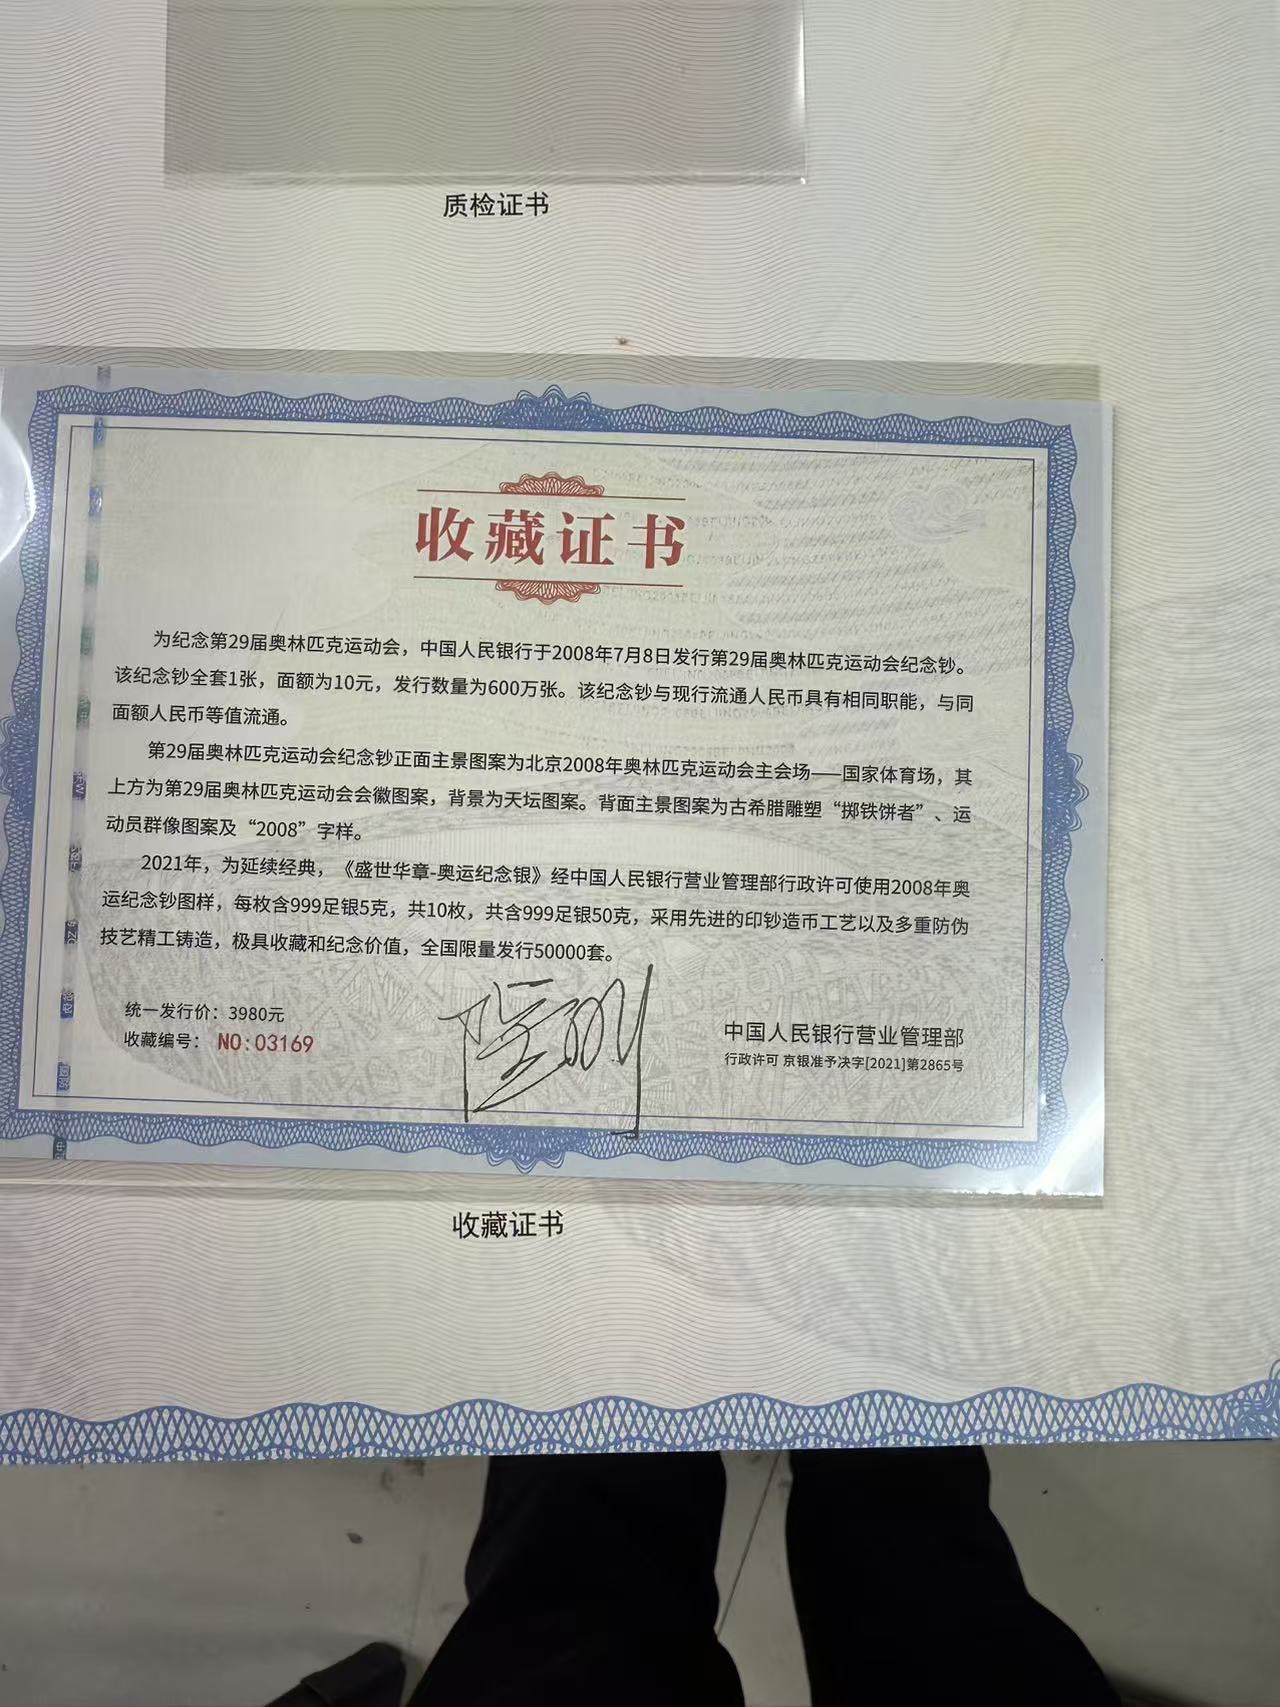 质检证书
收藏证书
为纪念第29届奥林匹克运动会，中国人民银行于2008年7月8日发行第29届奥林匹克运动会纪念钞。
该纪念钞全套1张，面额为10元，发行数量为600万张。该纪念钞与现行流通人民币具有相同职能，与同
面额人民币等值流通。
第29届奥林匹克运动会纪念钞正面主景图案为北京2008年奥林匹克运动会主会场——国家体育场，其
上方为第29届奥林匹克运动会会徽图案，背景为天坛图案。背面主景图案为古希腊雕塑“掷铁饼者”、运
动员群像图案及“2008”字样。
2021年，为延续经典，《盛世华章-奥运纪念银》经中国人民银行营业管理部行政许可使用2008年奥
运纪念钞图样，每枚含999足银5克，共10枚，共含999足银50克，采用先进的印钞造币工艺以及多重防伪
技艺精工铸造，极具收藏和纪念价值，全国限量发行50000套。
统一发行价：3980元
收藏编号： NO:03169
中国人民银行营业管理部
行政许可 京银准予决字[2021]第2865号
收藏证书